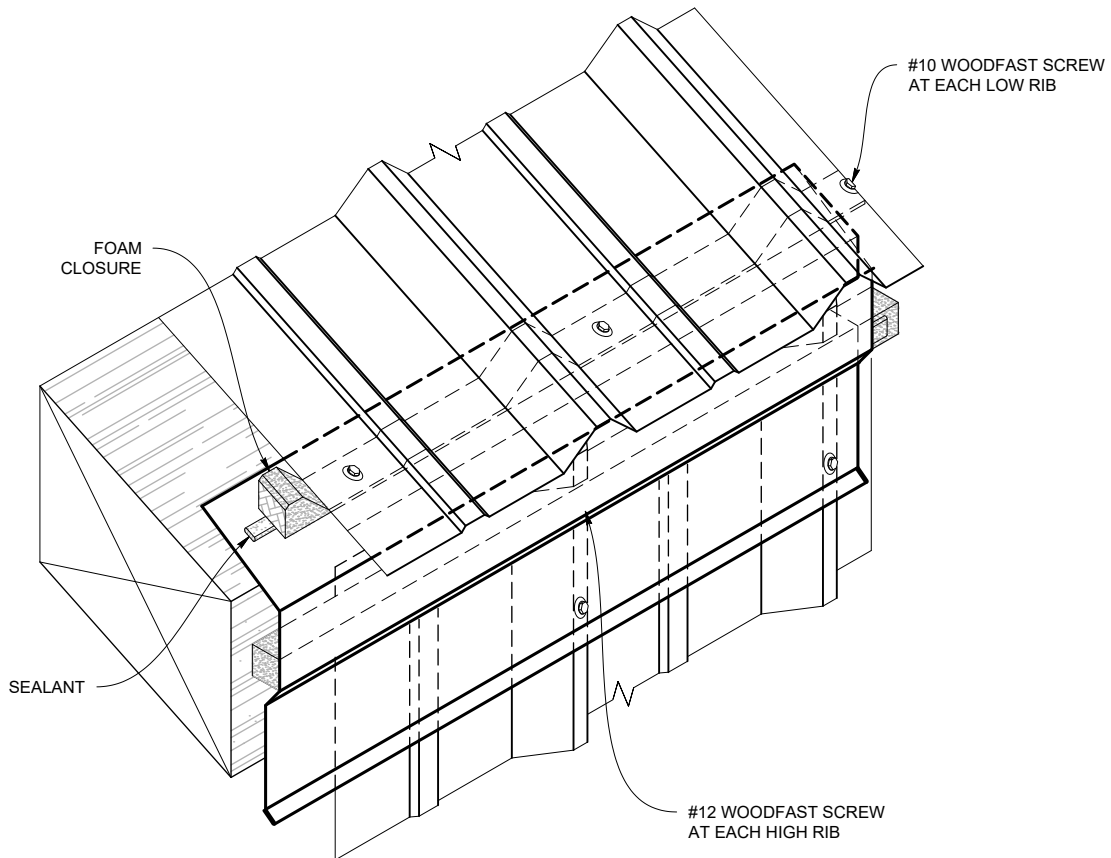 #10 WOODFAST SCREW
AT EACH LOW RIB
FOAM
CLOSURE
SEALANT
#12 WOODFAST SCREW
AT EACH HIGH RIB